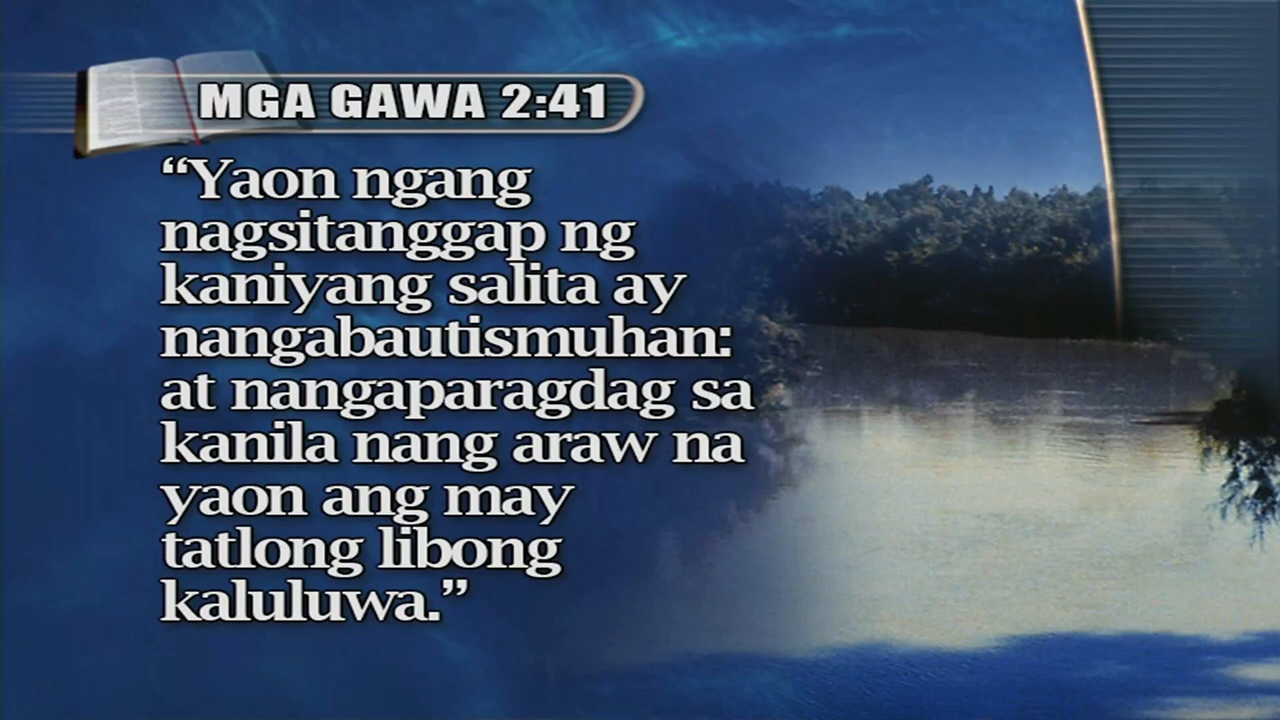 MGA GAWA 2:41
“Yaon ngang
nagsitanggap ng
kaniyang salita ay
nangabautismuhan:
at nangaparagdag sa
kanila nang araw na
yaon ang may
tatlong libong
kaluluwa.”